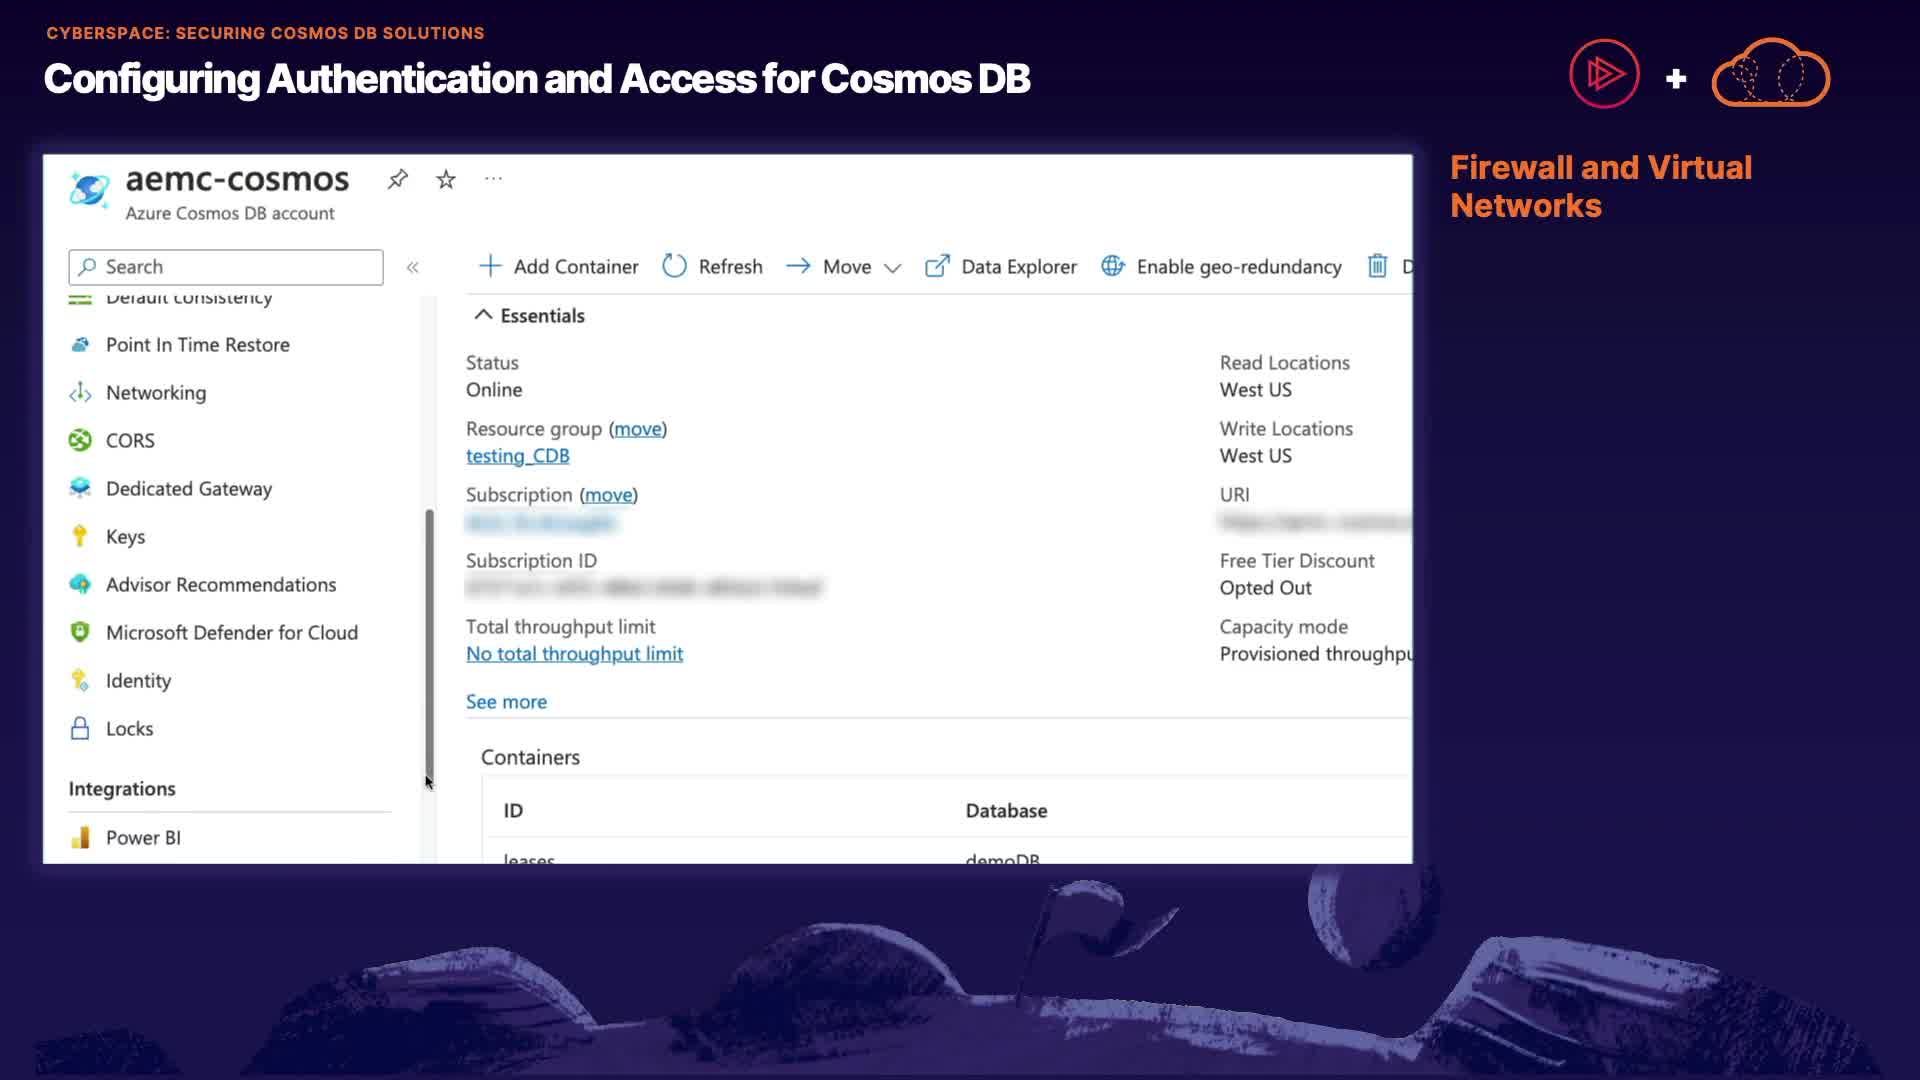 CYBERSPACE: SECURING COSMOS DB SOLUTIONS
Configuring Authentication and Access for Cosmos DB
+
Firewall and Virtual
Networks
aemc-cosmos
Azure Cosmos DB account
Search
Default consistency
Point In Time Restore
Networking
CORS
Dedicated Gateway
Keys
Advisor Recommendations
Microsoft Defender for Cloud
Identity
Locks
Integrations
Power BI
Add Container Refresh Move Data Explorer Enable geo-redundancy D
Essentials
Status
Online
Resource group (move)
testing_CDB
Subscription (move)
Subscription ID
Total throughput limit
No total throughput limit
See more
Read Locations
West US
Write Locations
West US
URI
Free Tier Discount
Opted Out
Capacity mode
Provisioned throughpu
Containers
ID Database
leases demoDB